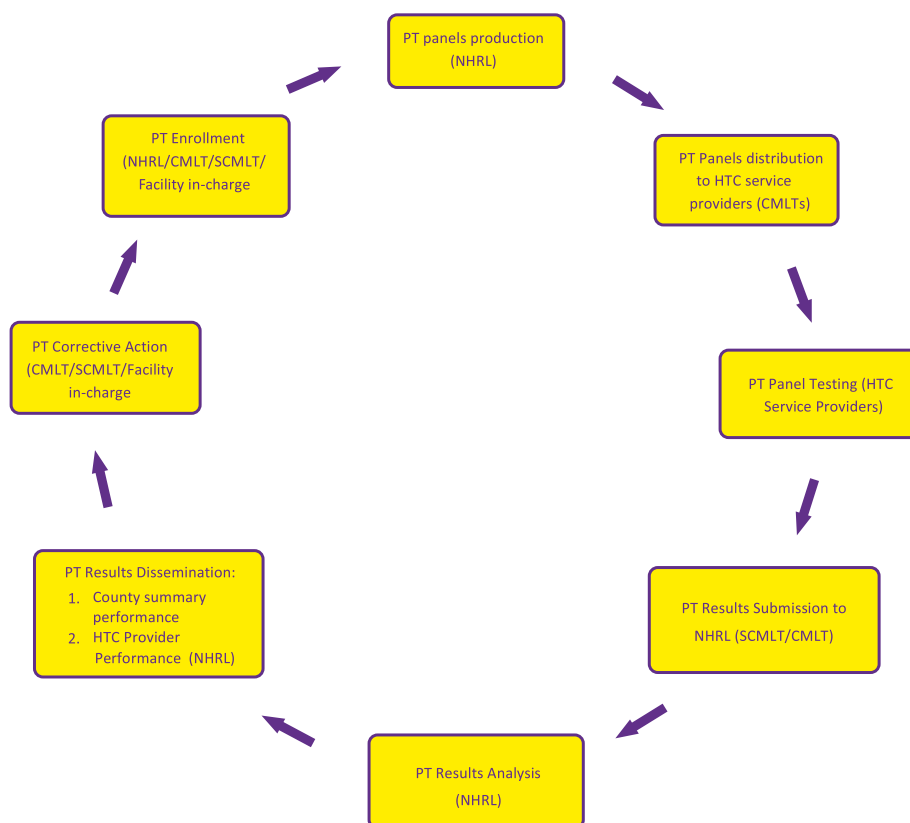 PT panels production
(NHRL)
PT Panels distribution
to HTC service
providers (CMLTs)
PT Panel Testing (HTC
Service Providers)
PT Results Submission to
NHRL (SCMLT/CMLT)
PT Results Analysis
(NHRL)
PT Results Dissemination:
1. County summary
performance
2. HTC Provider
Performance (NHRL)
PT Corrective Action
(CMLT/SCMLT/Facility
in-charge
PT Enrollment
(NHRL/CMLT/SCMLT/
Facility in-charge